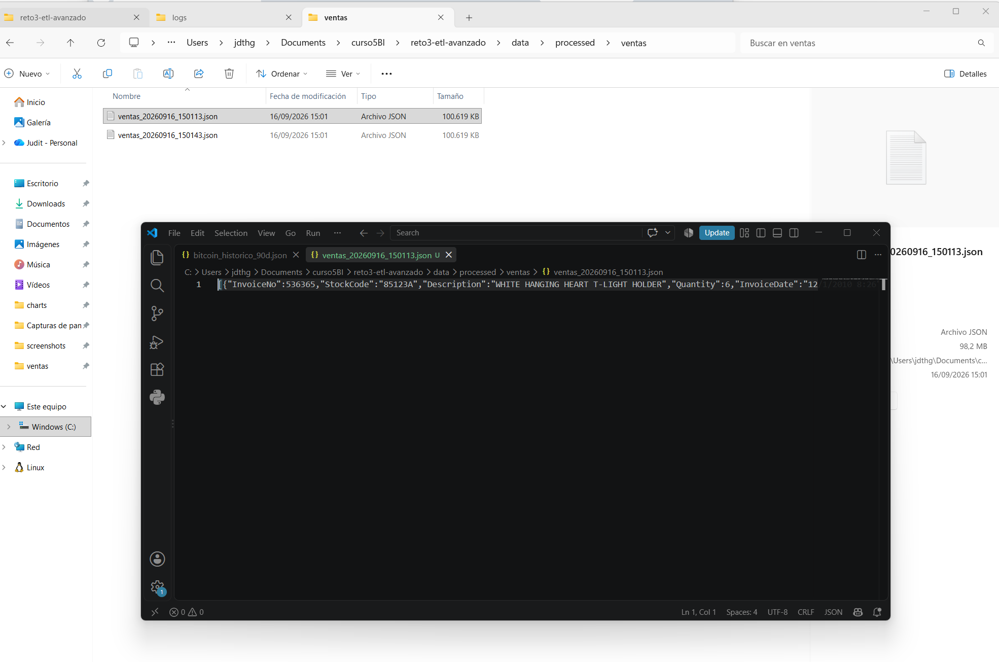 reto3-etl-avanzado
logs
ventas
Users
jdthg
Documents
curso5BI
reto3-etl-avanzado
data
processed
ventas
Buscar en ventas
Nuevo
Ordenar
Ver
Detalles
Nombre
Fecha de modificación
Tipo
Tamaño
ventas_20260916_150113.json 16/09/2026 15:01 Archivo JSON 100.619 KB
ventas_20260916_150143.json 16/09/2026 15:01 Archivo JSON 100.619 KB
Inicio
Galería
Judit - Personal
Escritorio
Downloads
Documentos
Imágenes
Música
Vídeos
charts
Capturas de pan
screenshots
ventas
Este equipo
Windows (C:)
Red
Linux
0260916_150113.json
Archivo JSON
98,2 MB
\Users\jdthg\Documents\c...
16/09/2026 15:01
File Edit Selection View Go Run ...
Search
Update
bitcoin_historico_90d.json
ventas_20260916_150113.json U
C: > Users > jdthg > Documents > curso5BI > reto3-etl-avanzado > data > processed > ventas > {} ventas_20260916_150113.json
1 [{"InvoiceNo":536365,"StockCode":"85123A","Description":"WHITE HANGING HEART T-LIGHT HOLDER","Quantity":6,"InvoiceDate":"12/1/2010 8:26"
1
0 0
Ln 1, Col 1
Spaces: 4
UTF-8
CRLF
JSON